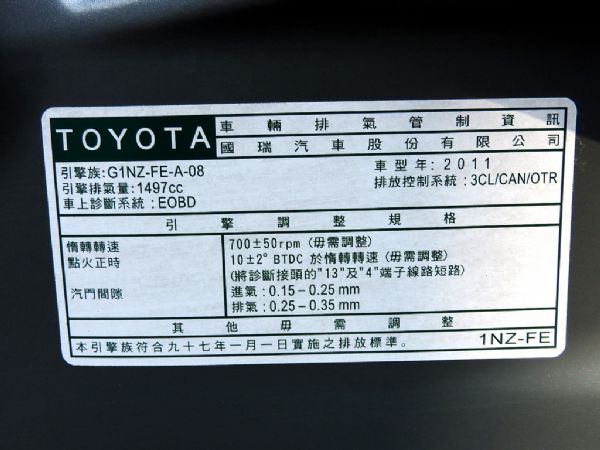 TOYOTA
車輛排氣管制資訊
國瑞汽車股份有限公司
引擎族:G1NZ-FE-A-08
引擎排氣量:1497cc
車上診斷系統:EOBD
車型年:2011
排放控制系統:3CL/CAN/OTR
引擎調整規格
惰轉轉速 700±50rpm (毋需調整)
點火正時 10±2° BTDC 於惰轉轉速 (毋需調整)
(將診斷接頭的"13"及"4"端子線路短路)
汽門間隙 進氣:0.15-0.25 mm
排氣:0.25-0.35 mm
其他毋需調整
本引擎族符合九十七年一月一日實施之排放標準。
1NZ-FE